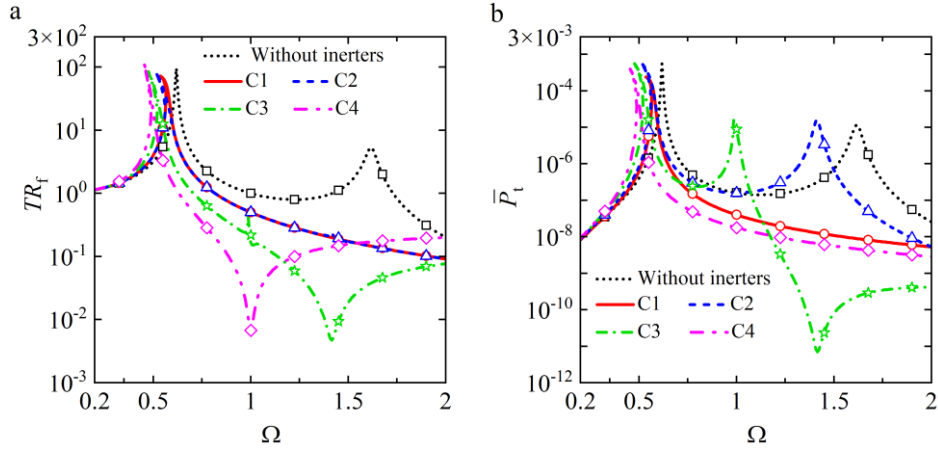 a
3×10²
10²
10¹
10⁰
10⁻¹
10⁻²
10⁻³
TR_f
Without inerters
C1 C2
C3 C4
0.2 0.5 1 1.5 2
Ω
b
3×10⁻³
10⁻⁴
10⁻⁶
10⁻⁸
10⁻¹⁰
10⁻¹²
P̅_t
Without inerters
C1 C2
C3 C4
0.2 0.5 1 1.5 2
Ω